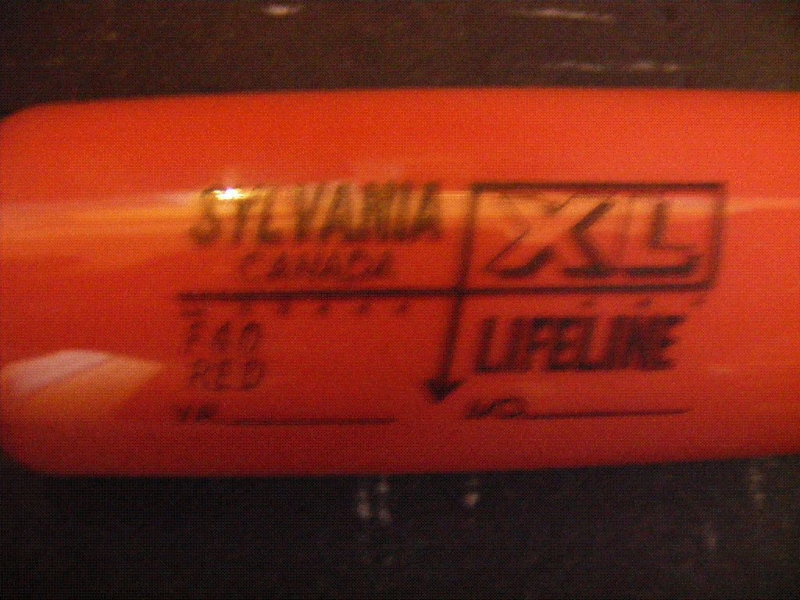 SYLVANIA
CANADA
XL
LIFELINE
F40
RED